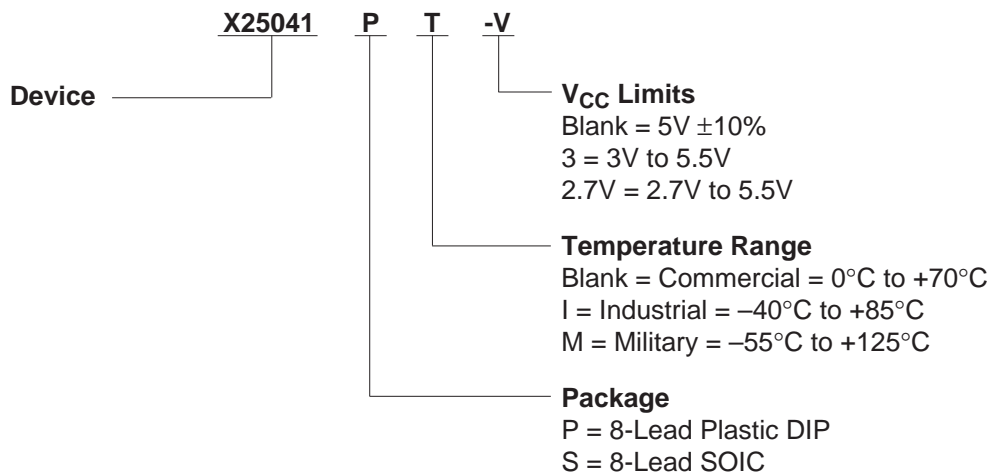 X25041 P T -V
Device
VCC Limits
Blank = 5V ±10%
3 = 3V to 5.5V
2.7V = 2.7V to 5.5V
Temperature Range
Blank = Commercial = 0°C to +70°C
I = Industrial = –40°C to +85°C
M = Military = –55°C to +125°C
Package
P = 8-Lead Plastic DIP
S = 8-Lead SOIC